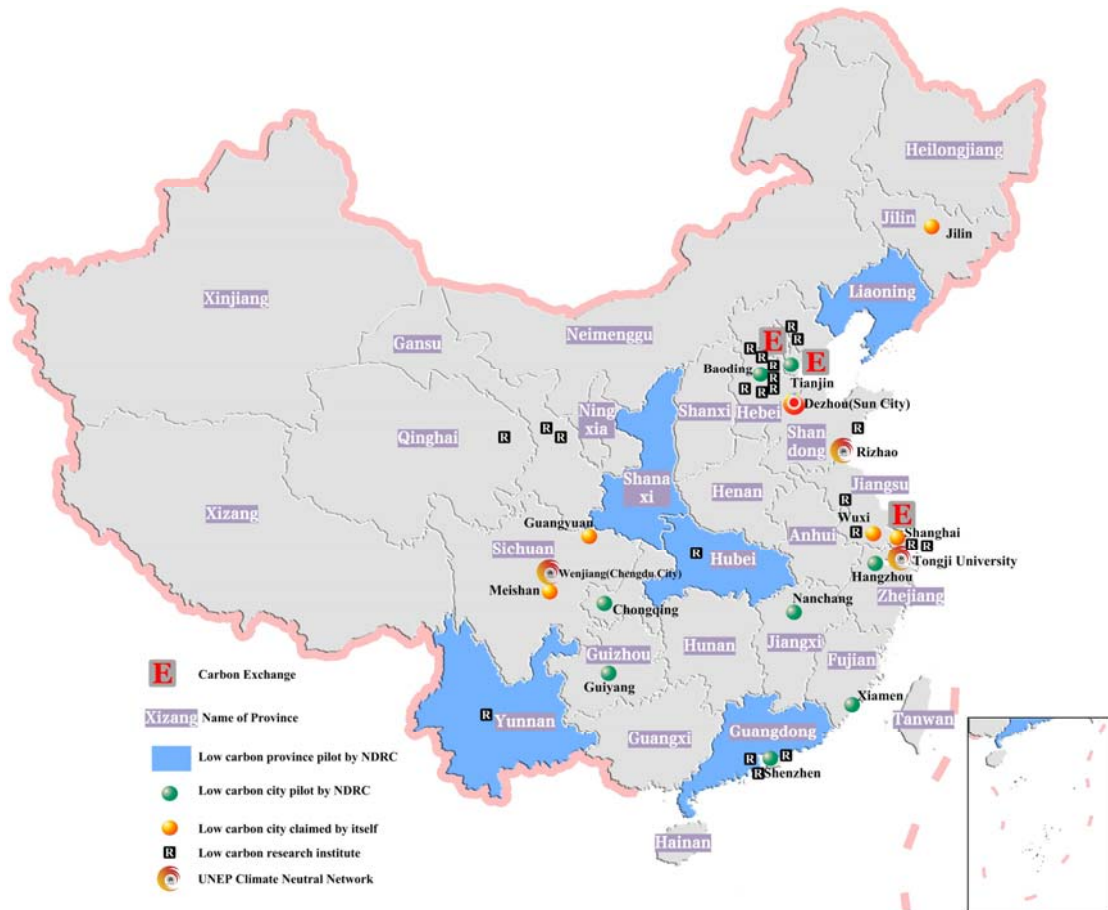 Heilongjiang
Jilin
Jilin
Liaoning
Xinjiang
Gansu
Neimenggu
R
R
R
E
R
E
R
Baoding
R
R
Tianjin
R
R
R
Dezhou(Sun City)
Ning
xia
Shanxi
Hebei
Qinghai
R
R
R
Shan
dong
R
Rizhao
Shana
xi
Henan
Jiangsu
R
Xizang
Guangyuan
Wuxi
E
R
Shanghai
Anhui
R
R
Sichuan
R
Hubei
Tongji University
Wenjiang(Chengdu City)
Hangzhou
Meishan
Zhejiang
Chongqing
Nanchang
Guizhou
Hunan
Jiangxi
Fujian
Guiyang
Xiamen
R
Yunnan
Guangxi
Guangdong
Tanwan
R
R
R
Shenzhen
Hainan
E
Carbon Exchange
Xizang Name of Province
Low carbon province pilot by NDRC
Low carbon city pilot by NDRC
Low carbon city claimed by itself
R Low carbon research institute
UNEP Climate Neutral Network